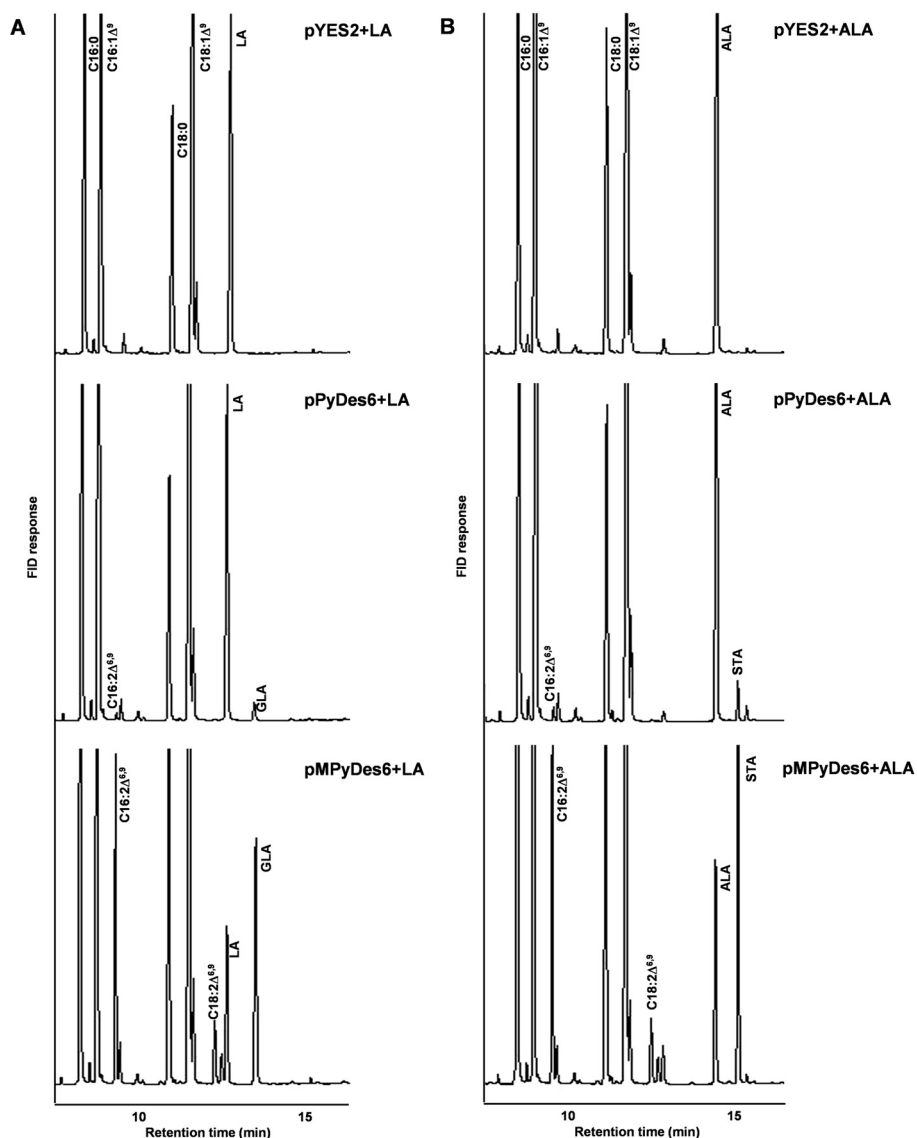 A
pYES2+LA
C16:0
C16:1Δ⁹
C18:0
C18:1Δ⁹
LA
pPyDes6+LA
C16:2Δ⁶,⁹
LA
GLA
FID response
pMPyDes6+LA
C16:2Δ⁶,⁹
C18:2Δ⁶,⁹
LA
GLA
10
15
Retention time (min)
B
pYES2+ALA
C16:0
C16:1Δ⁹
C18:0
C18:1Δ⁹
ALA
pPyDes6+ALA
C16:2Δ⁶,⁹
ALA
STA
FID response
pMPyDes6+ALA
C16:2Δ⁶,⁹
C18:2Δ⁶,⁹
ALA
STA
10
15
Retention time (min)